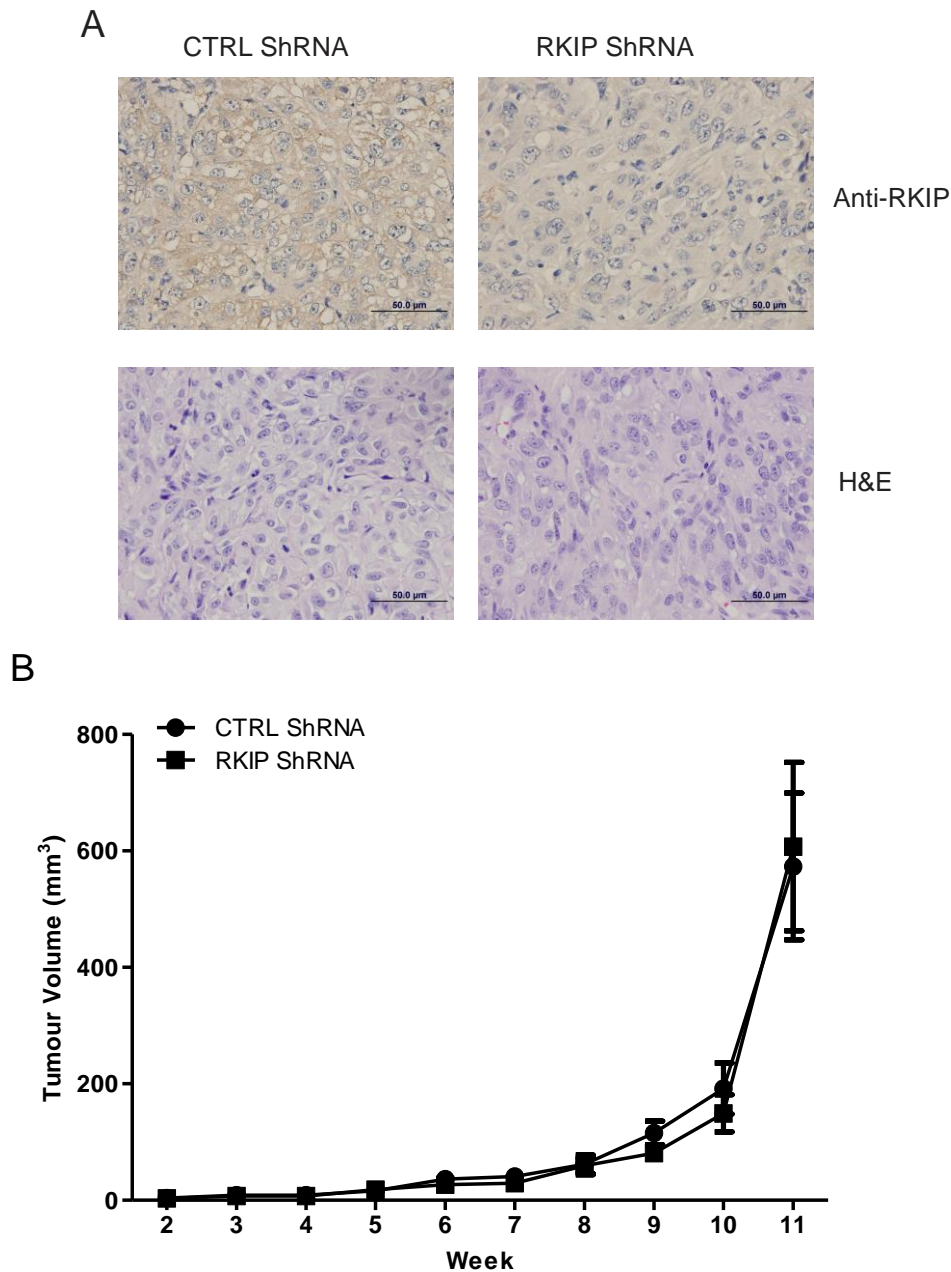 A
CTRL ShRNA RKIP ShRNA
50.0 µm 50.0 µm
Anti-RKIP
50.0 µm 50.0 µm
H&E
B
CTRL ShRNA
RKIP ShRNA
800
600
400
200
0
Tumour Volume (mm³)
2 3 4 5 6 7 8 9 10 11
Week